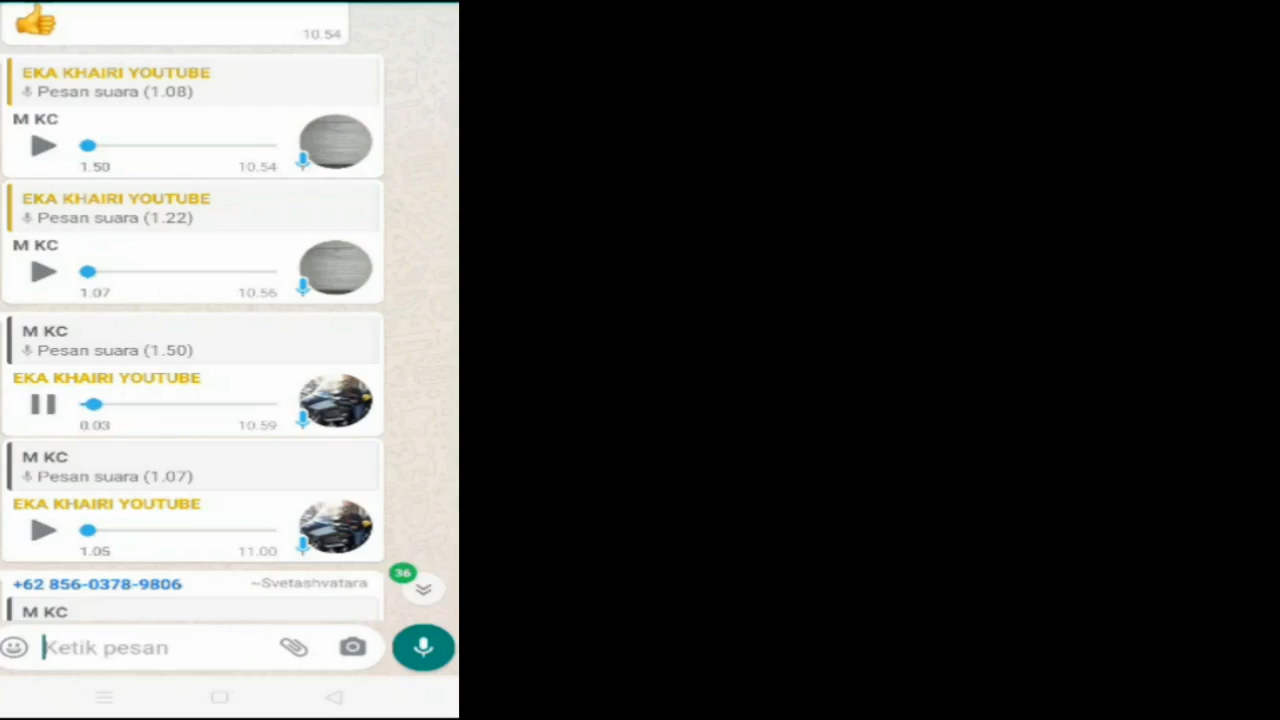 10.54
EKA KHAIRI YOUTUBE
Pesan suara (1.08)
M KC
1.50 10.54
EKA KHAIRI YOUTUBE
Pesan suara (1.22)
M KC
1.07 10.56
M KC
Pesan suara (1.50)
EKA KHAIRI YOUTUBE
0.03 10.59
M KC
Pesan suara (1.07)
EKA KHAIRI YOUTUBE
1.05 11.00
36
+62 856-0378-9806 ~Svetashvatara
M KC
Ketik pesan